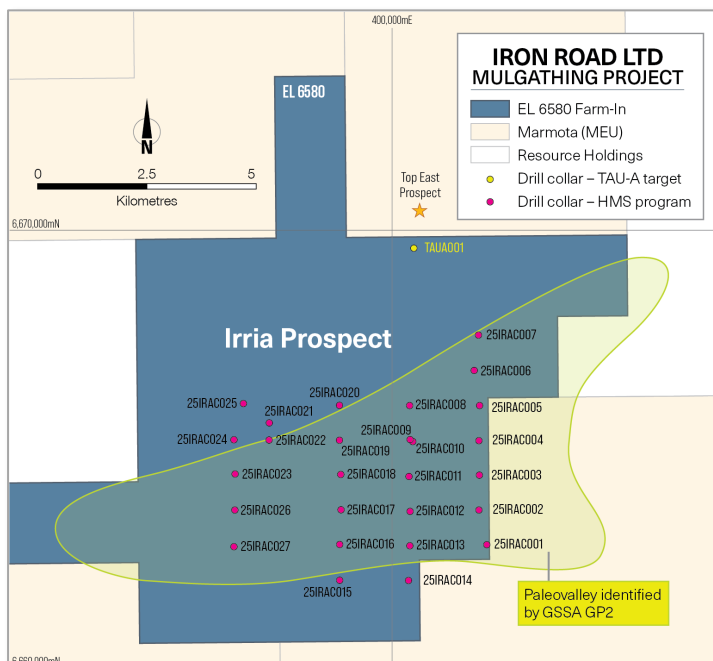 400,000mE
IRON ROAD LTD
MULGATHING PROJECT
EL 6580 Farm-In
Marmota (MEU)
Resource Holdings
Drill collar – TAU-A target
Drill collar – HMS program
EL 6580
N
0 2.5 5
Kilometres
Top East
Prospect
6,670,000mN
TAUA001
Irria Prospect
25IRAC007
25IRAC006
25IRAC020
25IRAC025
25IRAC021
25IRAC008
25IRAC005
25IRAC009
25IRAC024
25IRAC022
25IRAC019
25IRAC010
25IRAC004
25IRAC023
25IRAC018
25IRAC011
25IRAC003
25IRAC026
25IRAC017
25IRAC012
25IRAC002
25IRAC027
25IRAC016
25IRAC013
25IRAC001
25IRAC015
25IRAC014
Paleovalley identified
by GSSA GP2
6,660,000mN